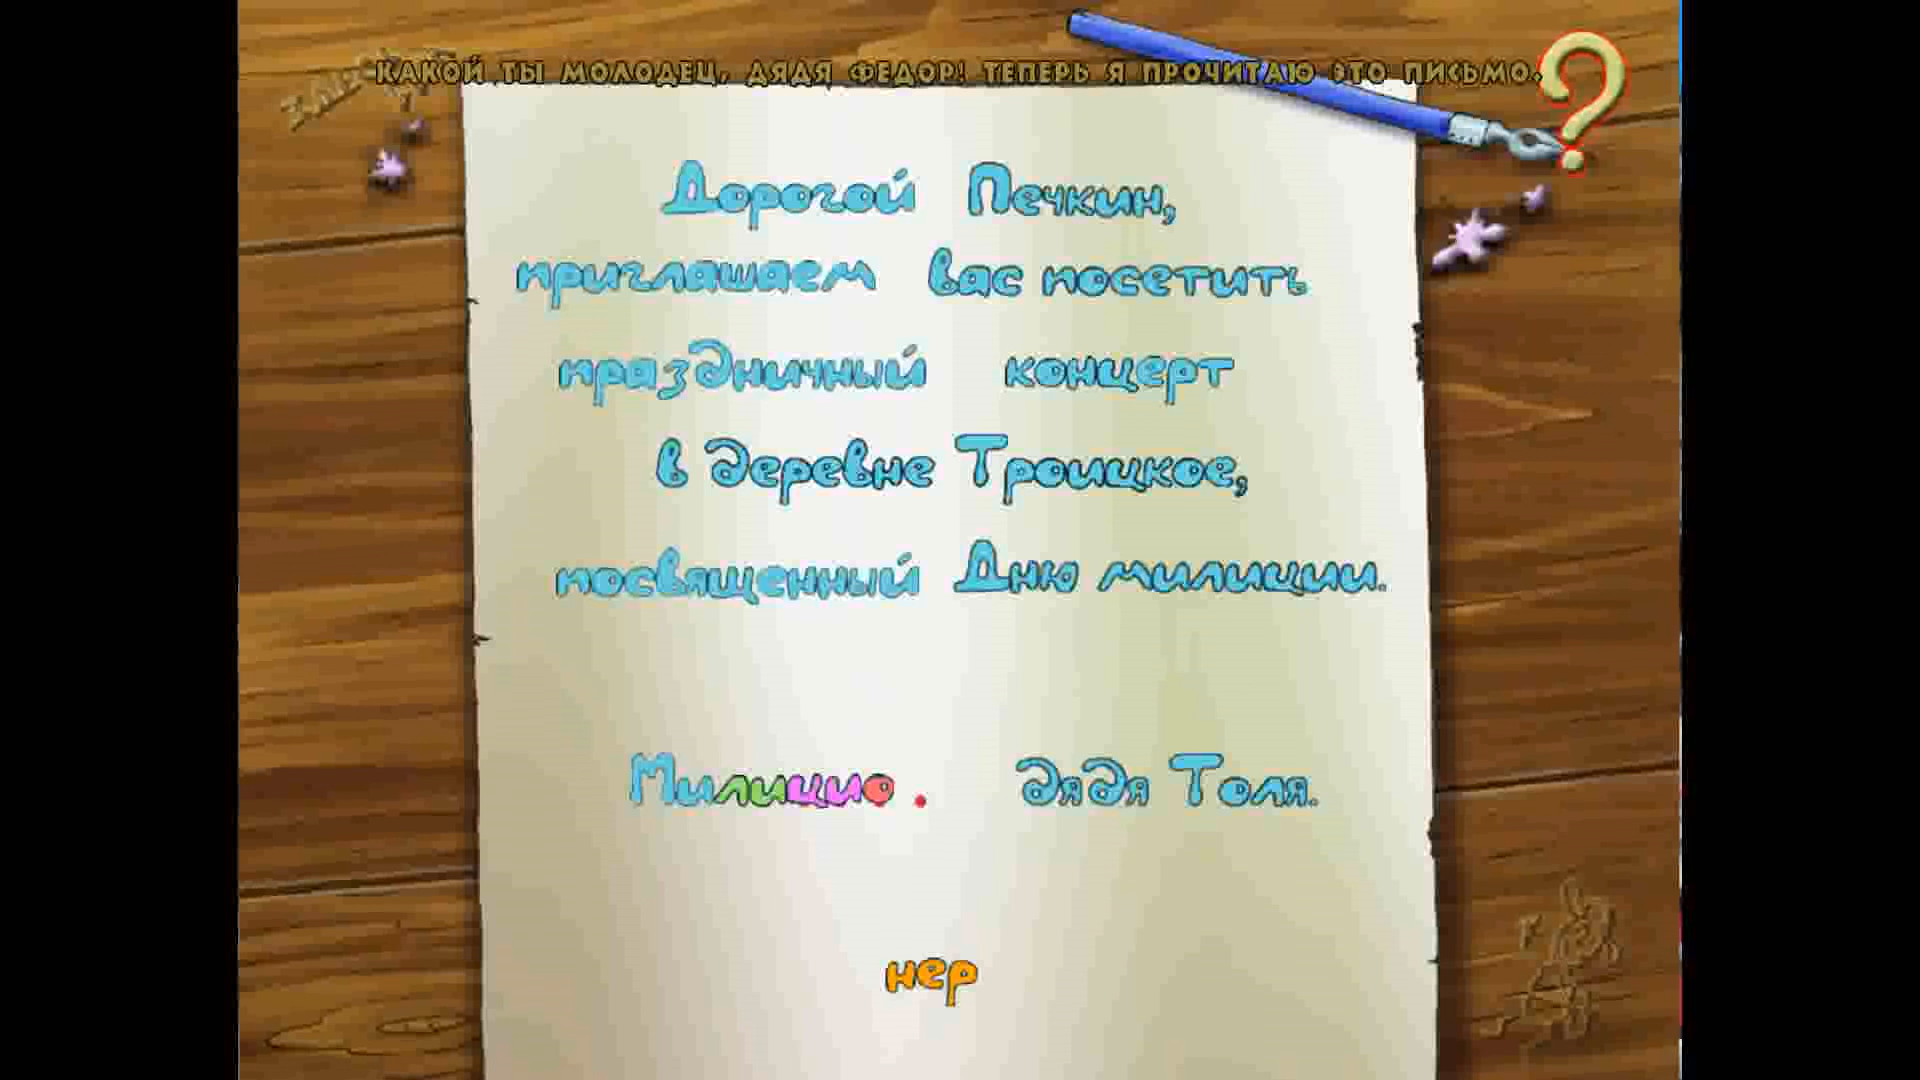 КАКОЙ ТЫ МОЛОДЕЦ, ДЯДЯ ФЕДОР! ТЕПЕРЬ Я ПРОЧИТАЮ ЭТО ПИСЬМО.
Дорогой Печкин,
приглашаем вас посетить
праздничный концерт
в деревне Троицкое,
посвященный Дню милиции.
Милицио . дядя Толя.
нер